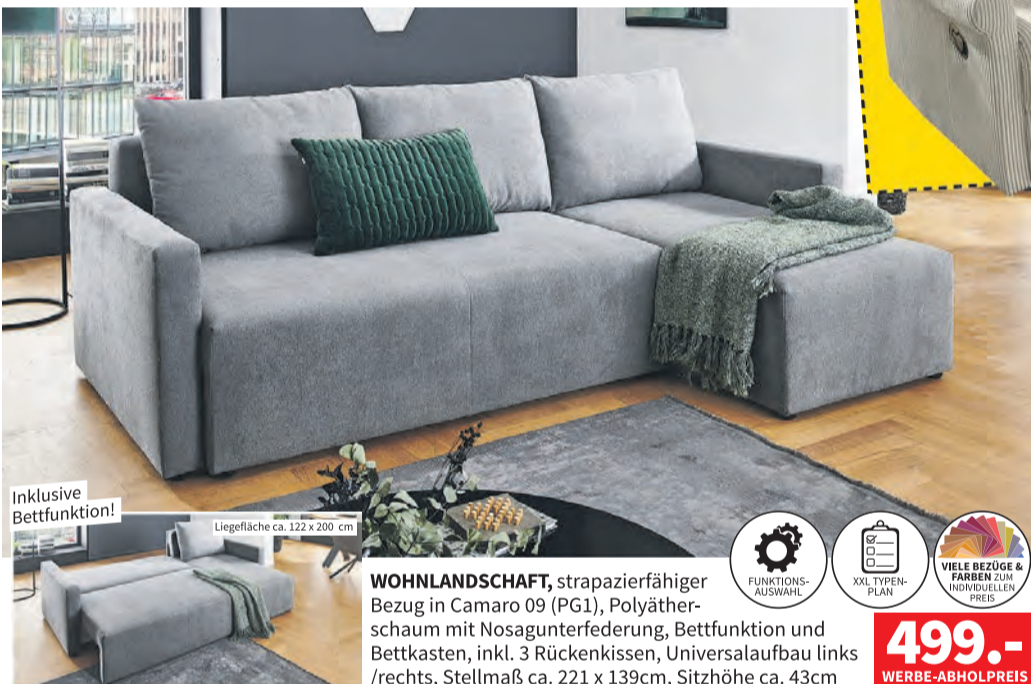 Inklusive
Bettfunktion!
Liegefläche ca. 122 x 200 cm
FUNKTIONS-
AUSWAHL
XXL TYPEN-
PLAN
VIELE BEZÜGE &
FARBEN ZUM
INDIVIDUELLEN
PREIS
WOHNLANDSCHAFT, strapazierfähiger
Bezug in Camaro 09 (PG1), Polyäther-
schaum mit Nosagunterfederung, Bettfunktion und
Bettkasten, inkl. 3 Rückenkissen, Universalaufbau links
/rechts, Stellmaß ca. 221 x 139cm, Sitzhöhe ca. 43cm
499.-
WERBE-ABHOLPREIS